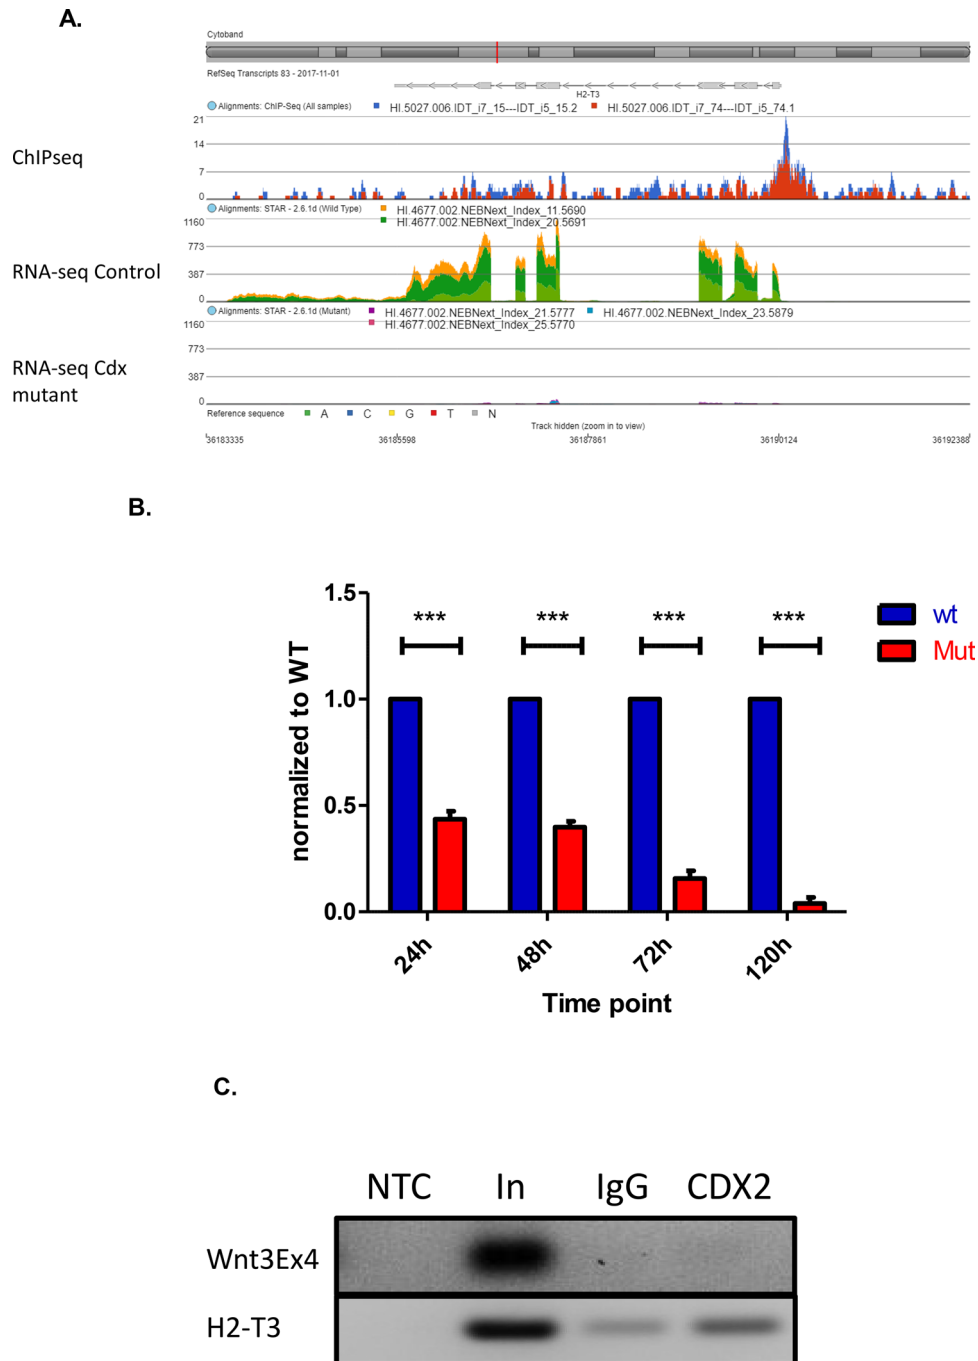 A.
Cytoband
RefSeq Transcripts 83 - 2017-11-01
H2-T3
Alignments: ChIP-Seq (All samples) HI.5027.006.IDT_i7_15---IDT_i5_15.2 HI.5027.006.IDT_i7_74---IDT_i5_74.1
21
14
ChIPseq
7
0
Alignments: STAR - 2.6.1d (Wild Type) HI.4677.002.NEBNext_Index_11.5690
1160 HI.4677.002.NEBNext_Index_20.5691
773
RNA-seq Control
387
0
Alignments: STAR - 2.6.1d (Mutant) HI.4677.002.NEBNext_Index_21.5777 HI.4677.002.NEBNext_Index_23.5879
1160 HI.4677.002.NEBNext_Index_25.5770
773
RNA-seq Cdx
387
mutant
0
Reference sequence A C G T N
Track hidden (zoom in to view)
36183335 36185598 36187861 36190124 36192388
B.
1.5
*** *** *** ***
wt
Mut
normalized to WT
1.0
0.5
0.0
24h 48h 72h 120h
Time point
C.
NTC In IgG CDX2
Wnt3Ex4
H2-T3